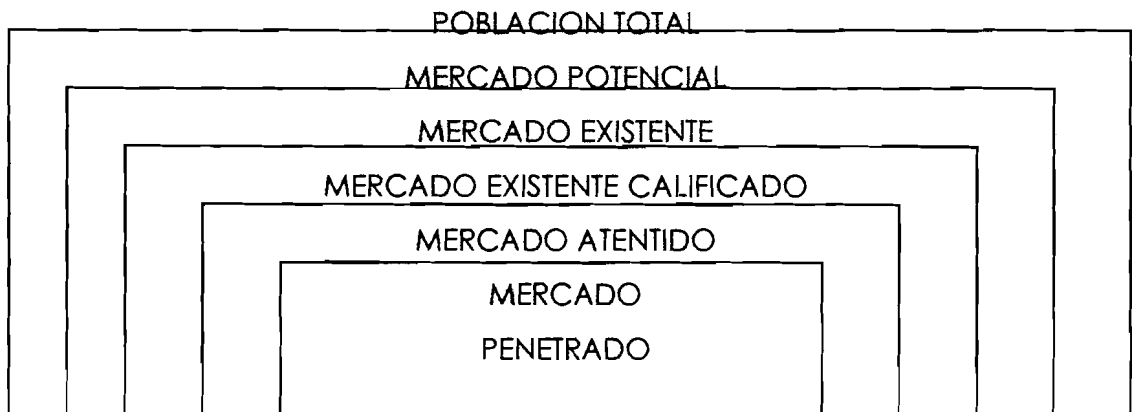 POBLACION TOTAL
MERCADO POTENCIAL
MERCADO EXISTENTE
MERCADO EXISTENTE CALIFICADO
MERCADO ATENTIDO
MERCADO
PENETRADO